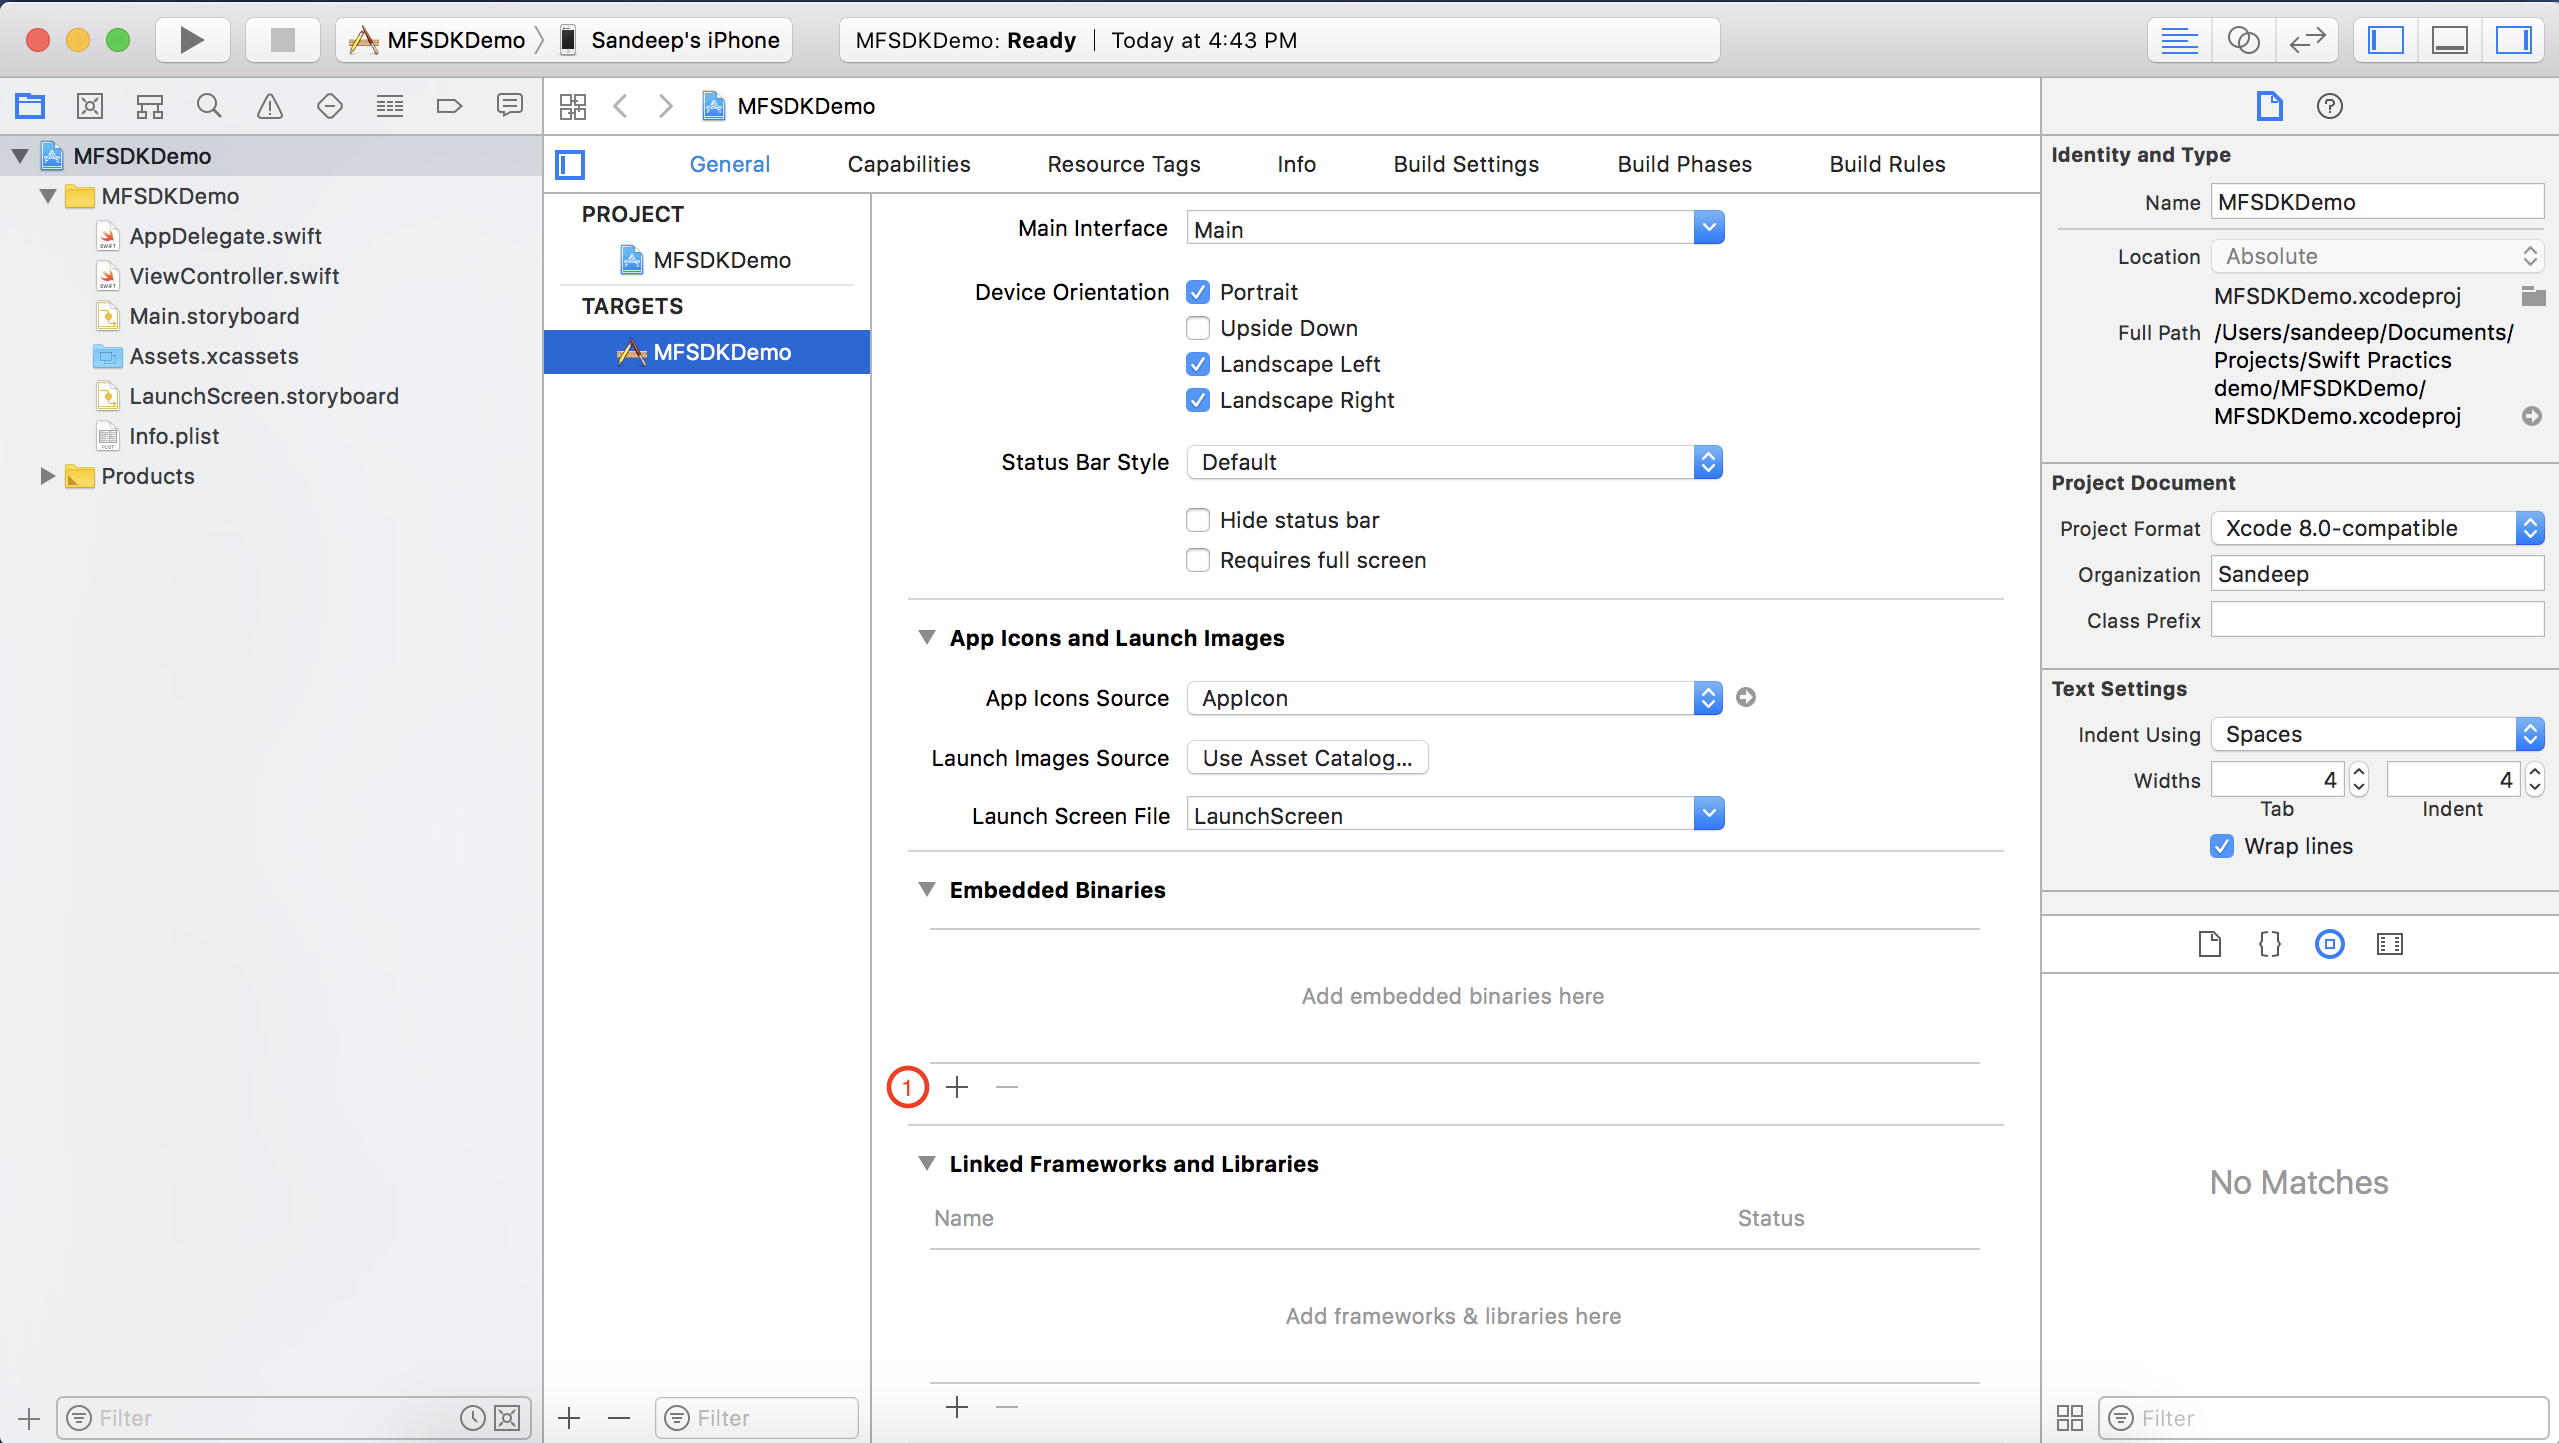 MFSDKDemo
Sandeep's iPhone
MFSDKDemo: Ready
Today at 4:43 PM
MFSDKDemo
MFSDKDemo
AppDelegate.swift
ViewController.swift
Main.storyboard
Assets.xcassets
LaunchScreen.storyboard
Info.plist
Products
Filter
MFSDKDemo
General
Capabilities
Resource Tags
Info
Build Settings
Build Phases
Build Rules
PROJECT
MFSDKDemo
TARGETS
MFSDKDemo
Filter
Main Interface
Main
Device Orientation
Portrait
Upside Down
Landscape Left
Landscape Right
Status Bar Style
Default
Hide status bar
Requires full screen
App Icons and Launch Images
App Icons Source
AppIcon
Launch Images Source
Use Asset Catalog...
Launch Screen File
LaunchScreen
Embedded Binaries
Add embedded binaries here
1
Linked Frameworks and Libraries
Name
Status
Add frameworks & libraries here
Identity and Type
Name
MFSDKDemo
Location
Absolute
MFSDKDemo.xcodeproj
Full Path
/Users/sandeep/Documents/
Projects/Swift Practics
demo/MFSDKDemo/
MFSDKDemo.xcodeproj
Project Document
Project Format
Xcode 8.0-compatible
Organization
Sandeep
Class Prefix
Text Settings
Indent Using
Spaces
Widths
4
4
Tab
Indent
Wrap lines
No Matches
Filter